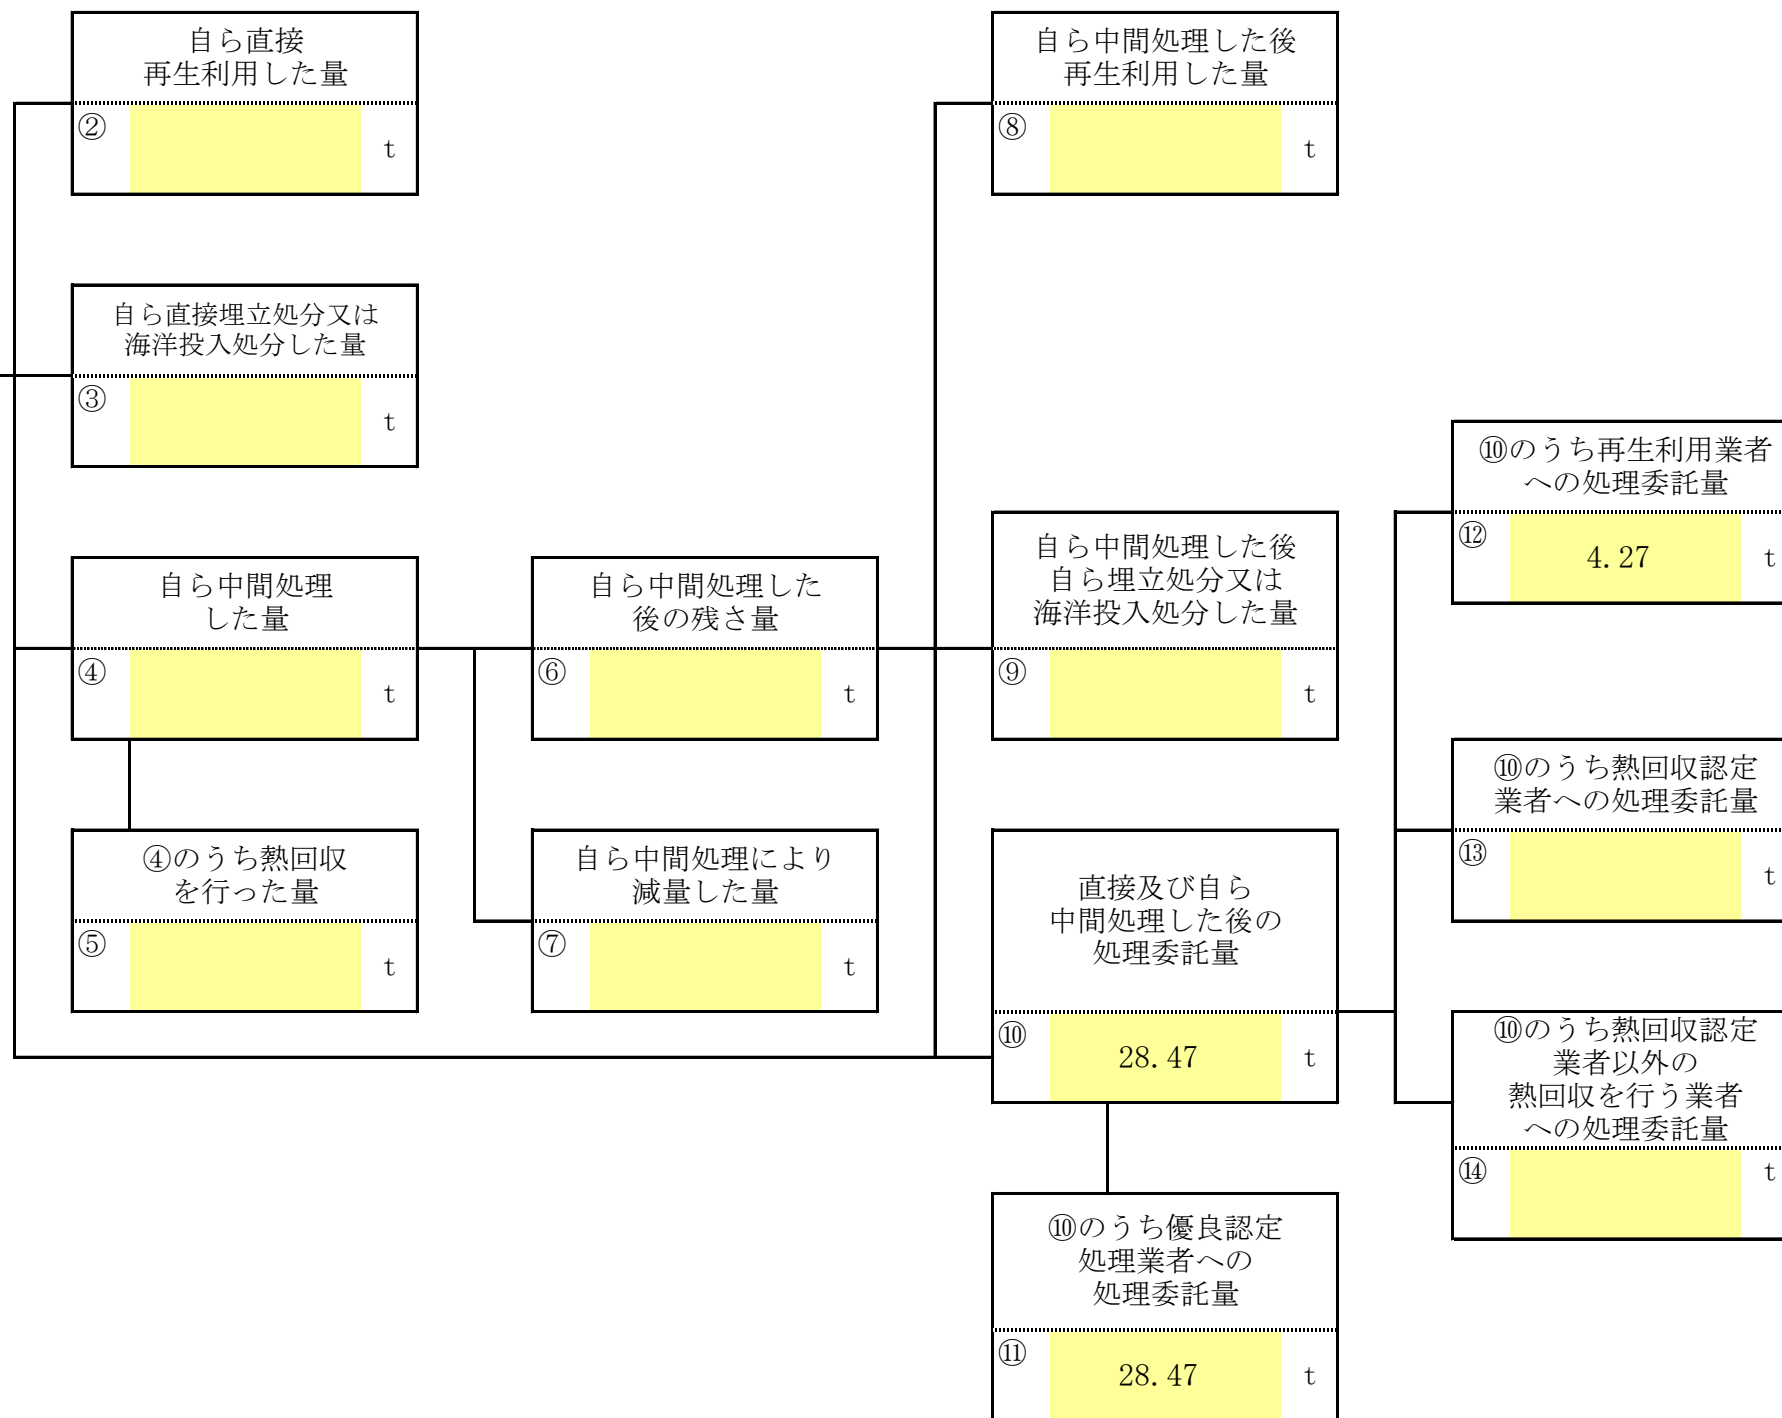 自ら直接
再生利用した量
②
t
自ら中間処理した後
再生利用した量
⑧
t
自ら直接埋立処分又は
海洋投入処分した量
③
t
⑩のうち再生利用業者
への処理委託量
⑫
4.27
t
自ら中間処理
した量
④
t
自ら中間処理した
後の残さ量
⑥
t
自ら中間処理した後
自ら埋立処分又は
海洋投入処分した量
⑨
t
⑩のうち熱回収認定
業者への処理委託量
⑬
t
④のうち熱回収
を行った量
⑤
t
自ら中間処理により
減量した量
⑦
t
直接及び自ら
中間処理した後の
処理委託量
⑩
28.47
t
⑩のうち熱回収認定
業者以外の
熱回収を行う業者
への処理委託量
⑭
t
⑩のうち優良認定
処理業者への
処理委託量
⑪
28.47
t